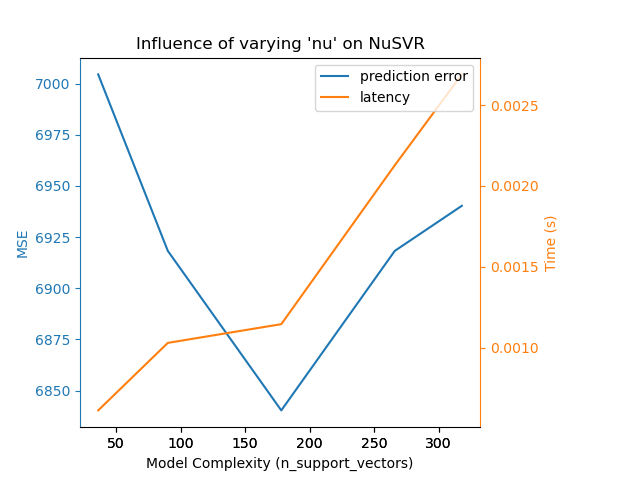 Influence of varying 'nu' on NuSVR
prediction error
latency
7000
6975
6950
6925
6900
6875
6850
MSE
0.0025
0.0020
0.0015
0.0010
Time (s)
50 100 150 200 250 300
Model Complexity (n_support_vectors)